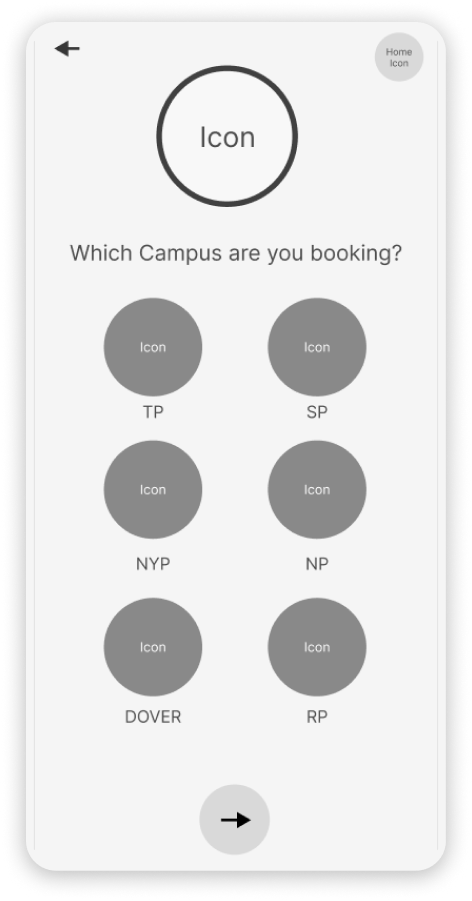 Home
Icon
Icon
Which Campus are you booking?
Icon
Icon
TP
SP
Icon
Icon
NYP
NP
Icon
Icon
DOVER
RP